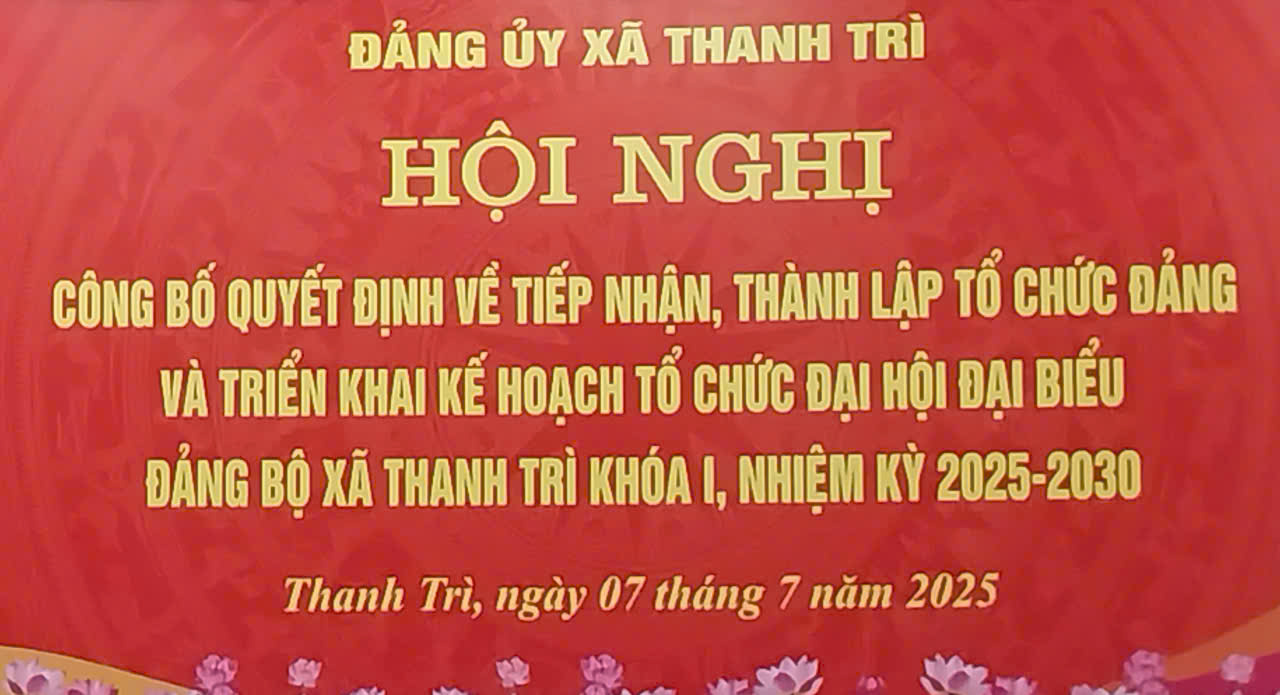 ĐẢNG ỦY XÃ THANH TRÌ
HỘI NGHỊ
CÔNG BỐ QUYẾT ĐỊNH VỀ TIẾP NHẬN, THÀNH LẬP TỔ CHỨC ĐẢNG
VÀ TRIỂN KHAI KẾ HOẠCH TỔ CHỨC ĐẠI HỘI ĐẠI BIỂU
ĐẢNG BỘ XÃ THANH TRÌ KHÓA I, NHIỆM KỲ 2025-2030
Thanh Trì, ngày 07 tháng 7 năm 2025